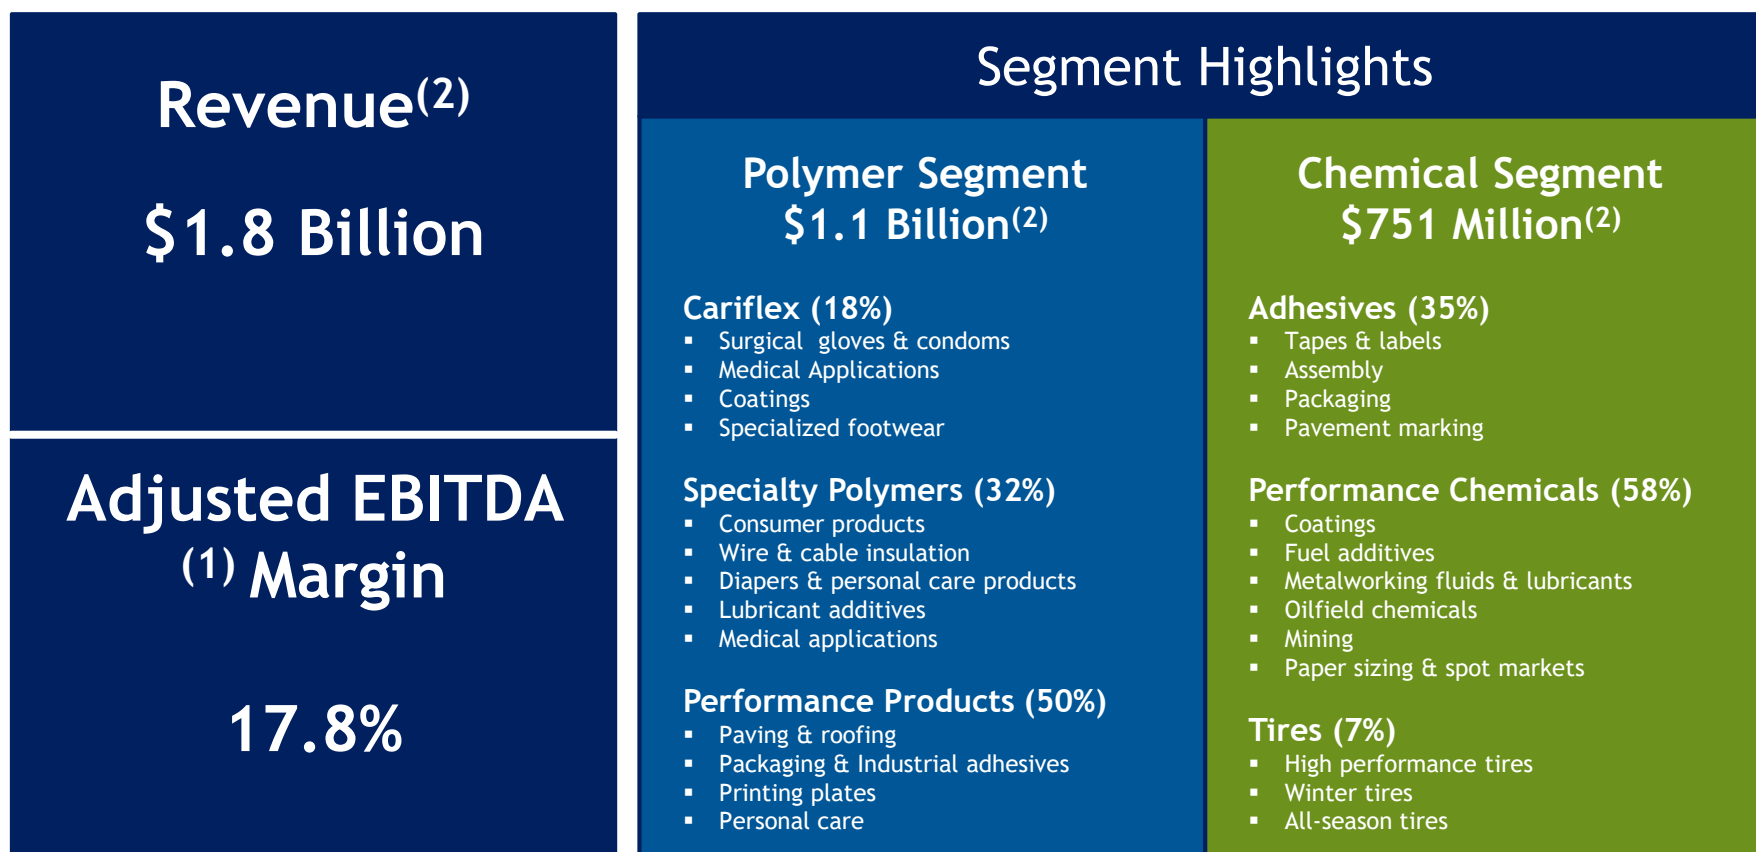 Revenue(2)
$1.8 Billion
Adjusted EBITDA
(1) Margin
17.8%
Segment Highlights
Polymer Segment
$1.1 Billion(2)
Cariflex (18%)
▪ Surgical gloves & condoms
▪ Medical Applications
▪ Coatings
▪ Specialized footwear
Specialty Polymers (32%)
▪ Consumer products
▪ Wire & cable insulation
▪ Diapers & personal care products
▪ Lubricant additives
▪ Medical applications
Performance Products (50%)
▪ Paving & roofing
▪ Packaging & Industrial adhesives
▪ Printing plates
▪ Personal care
Chemical Segment
$751 Million(2)
Adhesives (35%)
▪ Tapes & labels
▪ Assembly
▪ Packaging
▪ Pavement marking
Performance Chemicals (58%)
▪ Coatings
▪ Fuel additives
▪ Metalworking fluids & lubricants
▪ Oilfield chemicals
▪ Mining
▪ Paper sizing & spot markets
Tires (7%)
▪ High performance tires
▪ Winter tires
▪ All-season tires